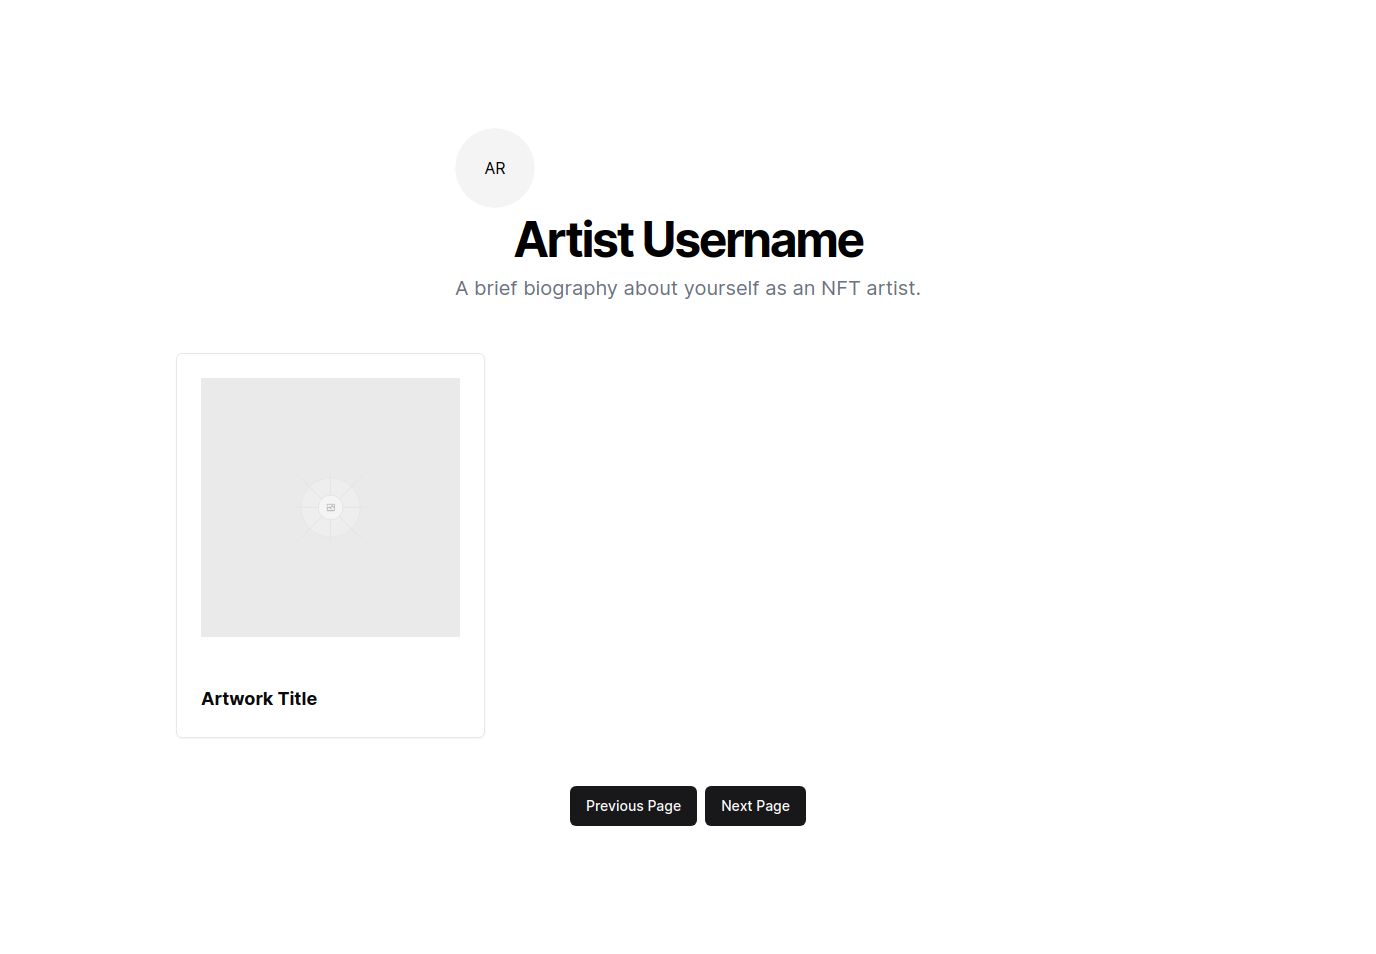 AR
Artist Username
A brief biography about yourself as an NFT artist.
Artwork Title
Previous Page
Next Page